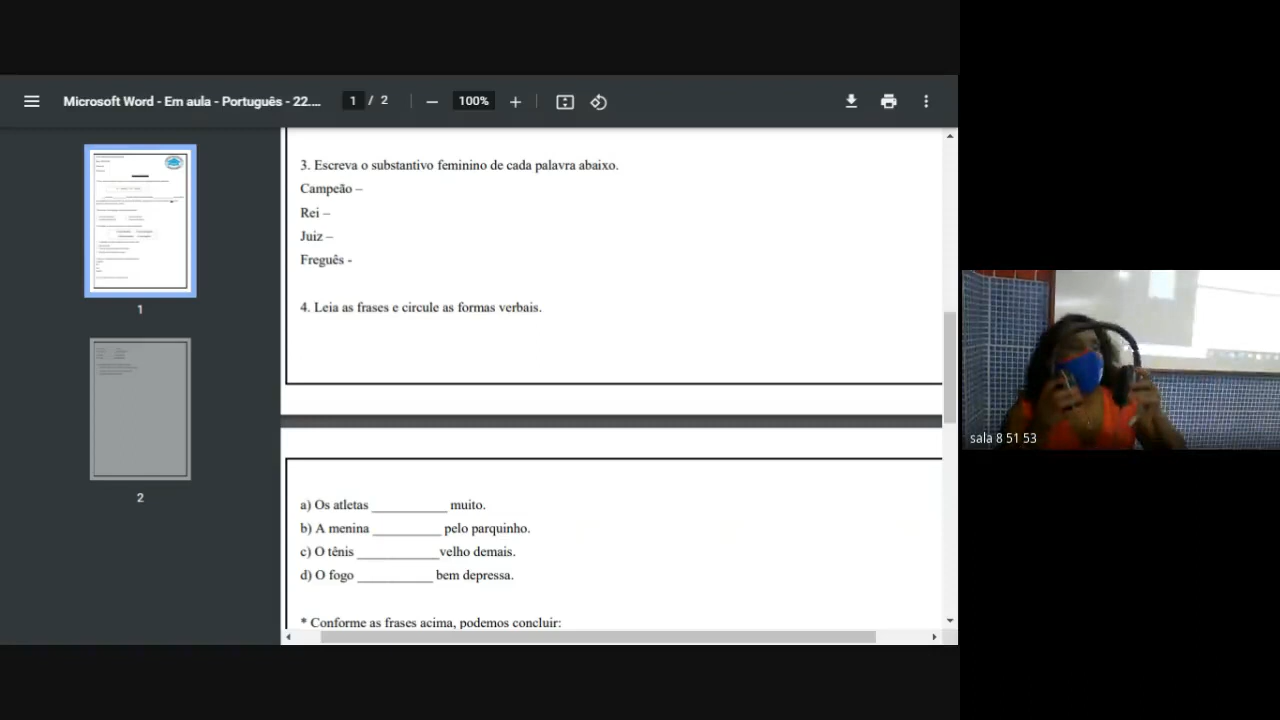 Microsoft Word - Em aula - Português - 22....
1 / 2
100%
3. Escreva o substantivo feminino de cada palavra abaixo.
Campeão –
Rei –
Juiz –
Freguês -
4. Leia as frases e circule as formas verbais.
a) Os atletas ___________ muito.
b) A menina __________ pelo parquinho.
c) O tênis ____________velho demais.
d) O fogo ___________ bem depressa.
* Conforme as frases acima, podemos concluir:
1
2
sala 8 51 53